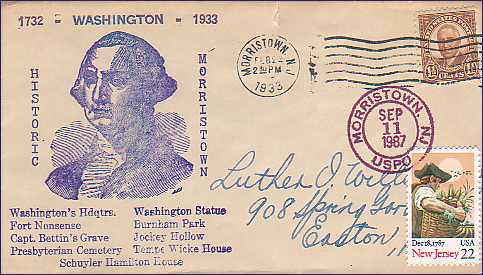 1732 - WASHINGTON - 1933
HISTORIC
MORRISTOWN
MORRISTOWN, N.J.
FEB 22
2 PM
1933
MORRISTOWN, NJ
SEP
11
1987
USPO
Luther D.
908 Spring
Easton,
Washington's Hdqtrs.
Fort Nonsense
Capt. Bettin's Grave
Presbyterian Cemetery
Washington Statue
Burnham Park
Jockey Hollow
Tempe Wicke House
Schuyler Hamilton House
Dec 18, 1787 USA
New Jersey 22